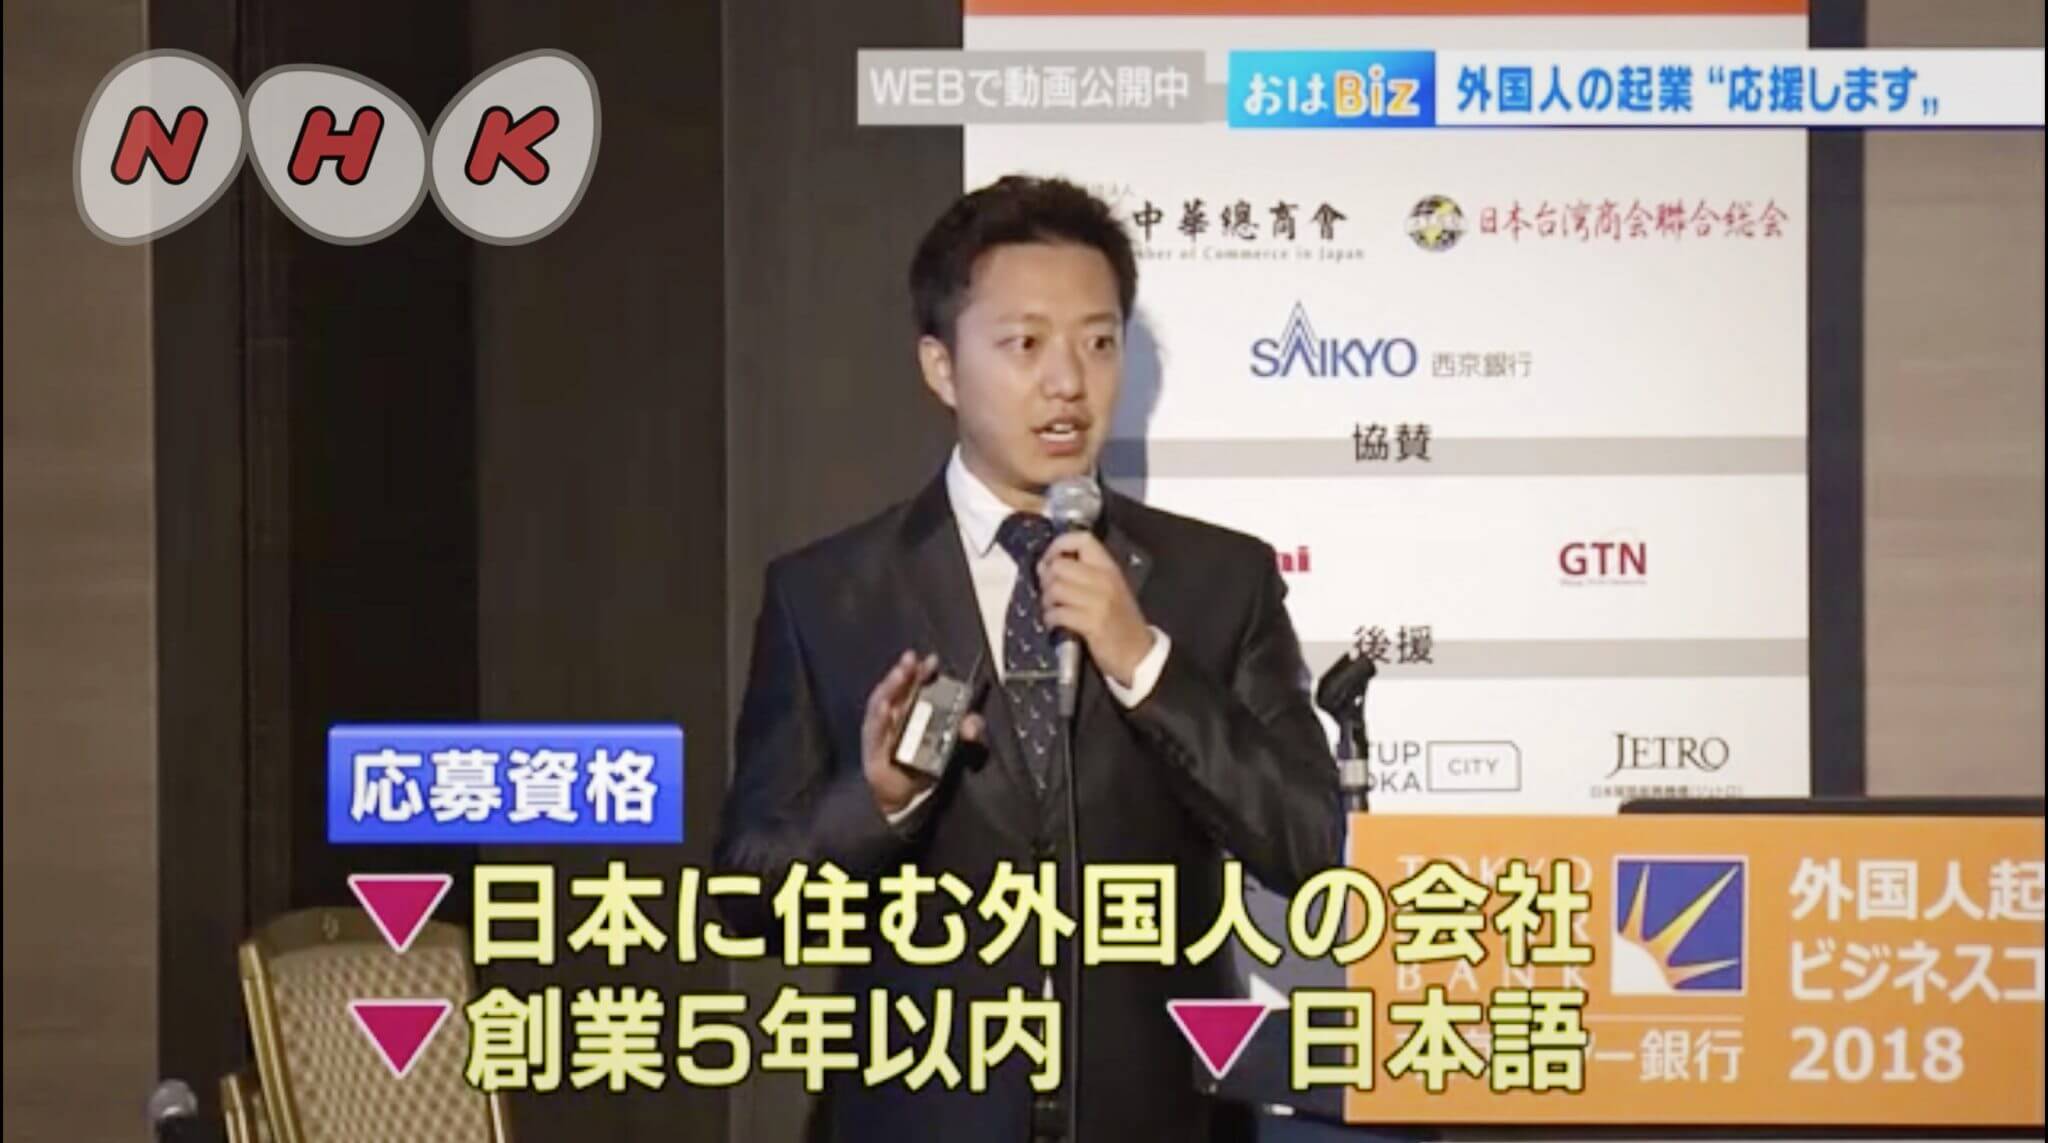 NHK
WEBで動画公開中
おはBiz 外国人の起業“応援します„
中華總商會
日本台湾商会聯合総会
of Commerce in Japan
SAIKYO 西京銀行
協賛
GTN
後援
CITY
JETRO
応募資格
▼日本に住む外国人の会社
▼創業5年以内 ▼日本語
TOKYO
BANK
銀行
外国人起
ビジネスコ
2018